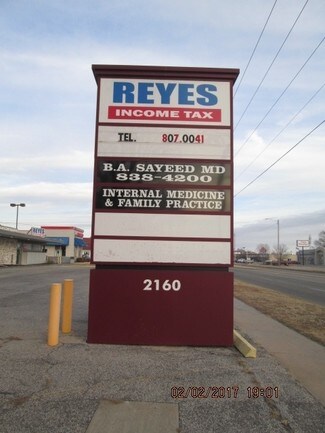 REYES
INCOME TAX
TEL. 807.0041
B.A. SAYEED MD
838-4200
INTERNAL MEDICINE
& FAMILY PRACTICE
2160
02/02/2017 19:01